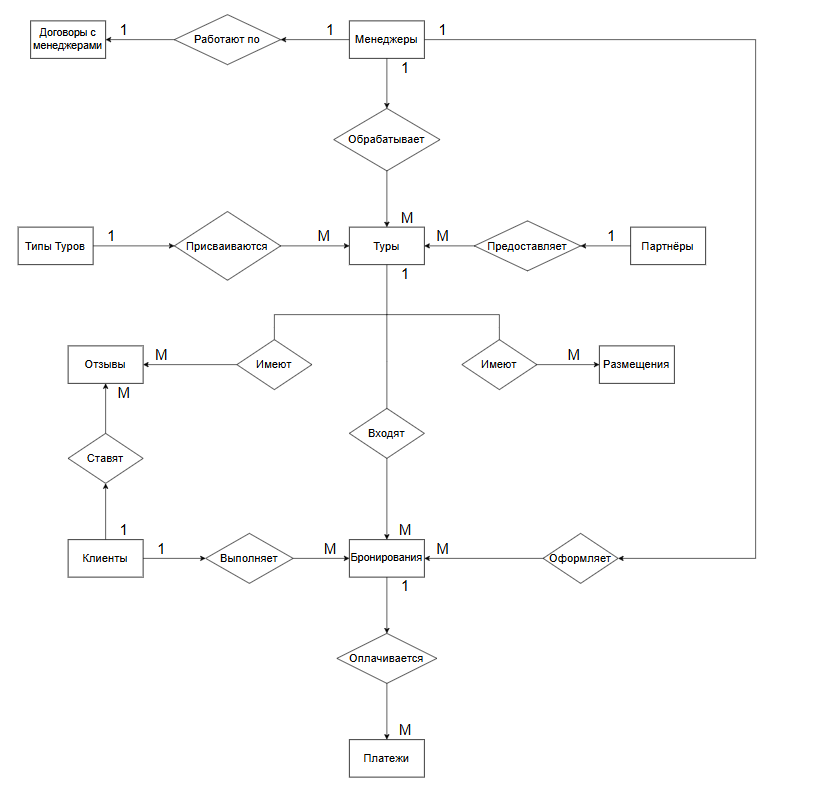 Договоры с
менеджерами
1
Работают по
1
Менеджеры
1
1
Обрабатывает
M
Типы Туров
1
Присваиваются
M
Туры
M
Предоставляет
1
Партнёры
1
Отзывы
M
Имеют
Имеют
M
Размещения
M
Ставят
Входят
1
Клиенты
1
Выполняет
M
M
Бронирования
M
Оформляет
1
Оплачивается
M
Платежи